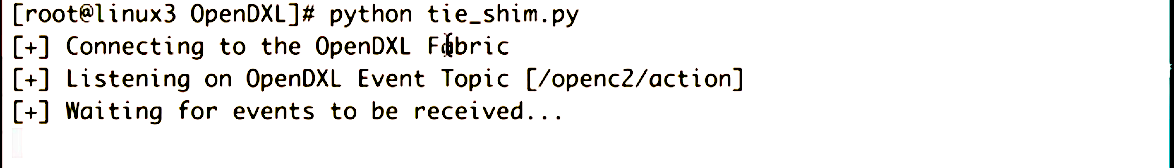 [root@linux3 OpenDXL]# python tie_shim.py
[+] Connecting to the OpenDXL Fabric
[+] Listening on OpenDXL Event Topic [/openc2/action]
[+] Waiting for events to be received...